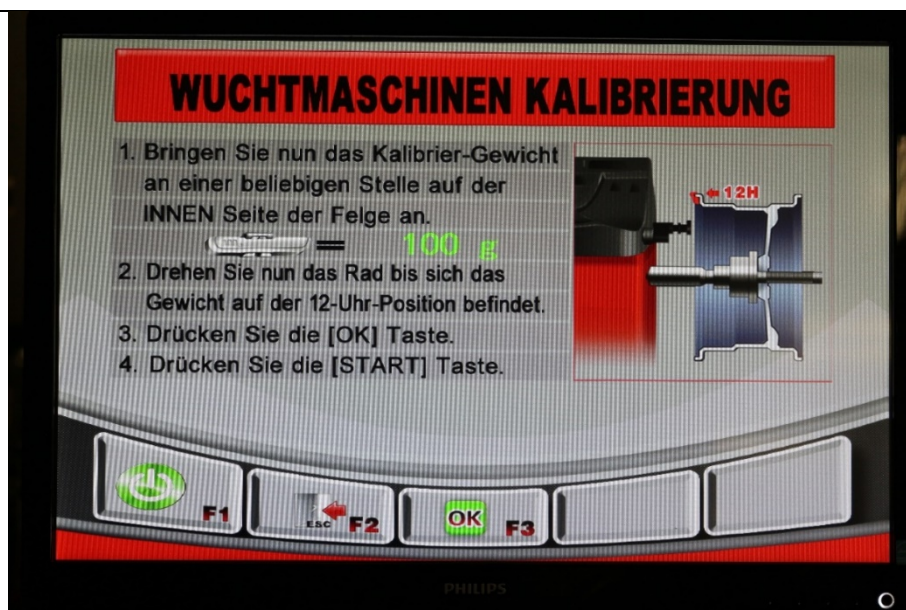 WUCHTMASCHINEN KALIBRIERUNG
1. Bringen Sie nun das Kalibrier-Gewicht
an einer beliebigen Stelle auf der
INNEN Seite der Felge an.
100 = 100 g
12H
2. Drehen Sie nun das Rad bis sich das
Gewicht auf der 12-Uhr-Position befindet.
3. Drücken Sie die [OK] Taste.
4. Drücken Sie die [START] Taste.
F1
ESC F2
OK F3
PHILIPS